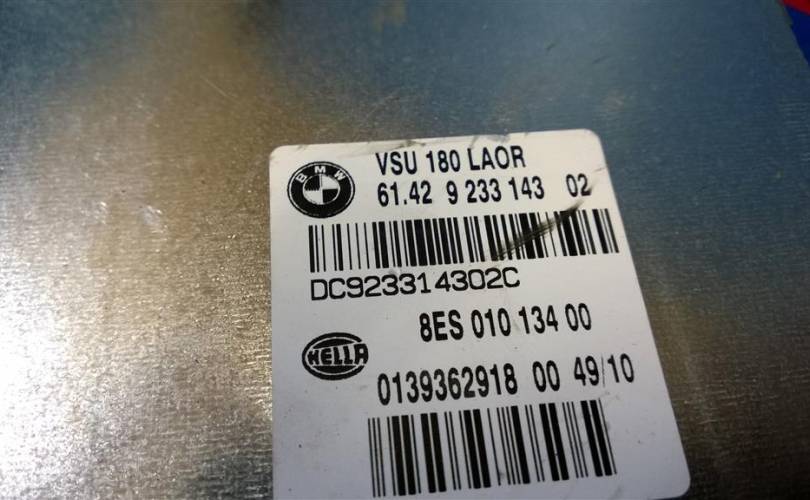 BMW
VSU 180 LAOR
61.42 9 233 143 02
DC923314302C
8ES 010 134 00
HELLA
0139362918 00 49/10